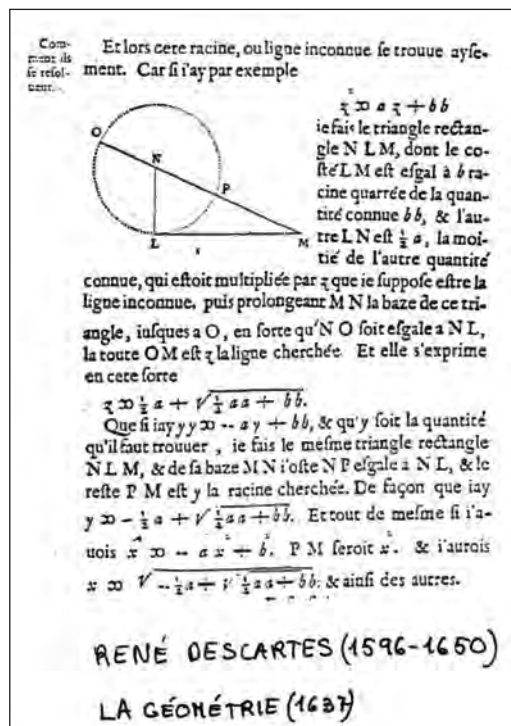 Com-
ment ils
se resol-
uent.
Et lors cete racine, ou ligne inconnue se trouue ayse-
ment. Car si i'ay par exemple
z² ∞ a z + bb
ie fais le triangle rectan-
gle N L M, dont le co-
sté L M est esgal à b ra-
cine quarrée de la quan-
tité connue bb, & l'au-
tre L N est ½ a, la moi-
tié de l'autre quantité
O
N
P
L
M
connue, qui estoit multipliée par z que ie suppose estre la
ligne inconnue. puis prolongeant M N la baze de ce tri-
angle, iusques a O, en sorte qu'N O soit esgale a N L,
la toute O M est z la ligne cherchée. Et elle s'exprime
en cete sorte
z ∞ ½ a + √ ¼ aa + bb.
Que si iay yy ∞ -- ay + bb, & qu'y soit la quantité
qu'il faut trouuer, ie fais le mesme triangle rectangle
N L M, & de sa baze M N i'oste N P esgale a N L, & le
reste P M est y la racine cherchée. De façon que iay
y ∞ -- ½ a + √ ¼ aa + bb. Et tout de mesme si i'a-
uois x ∞ -- a x + b. P M seroit x². & i'aurois
x ∞ √ -- ½ a + √ ¼ aa + bb: & ainsi des autres.
RENÉ DESCARTES (1596-1650)
LA GÉOMÉTRIE (1637)